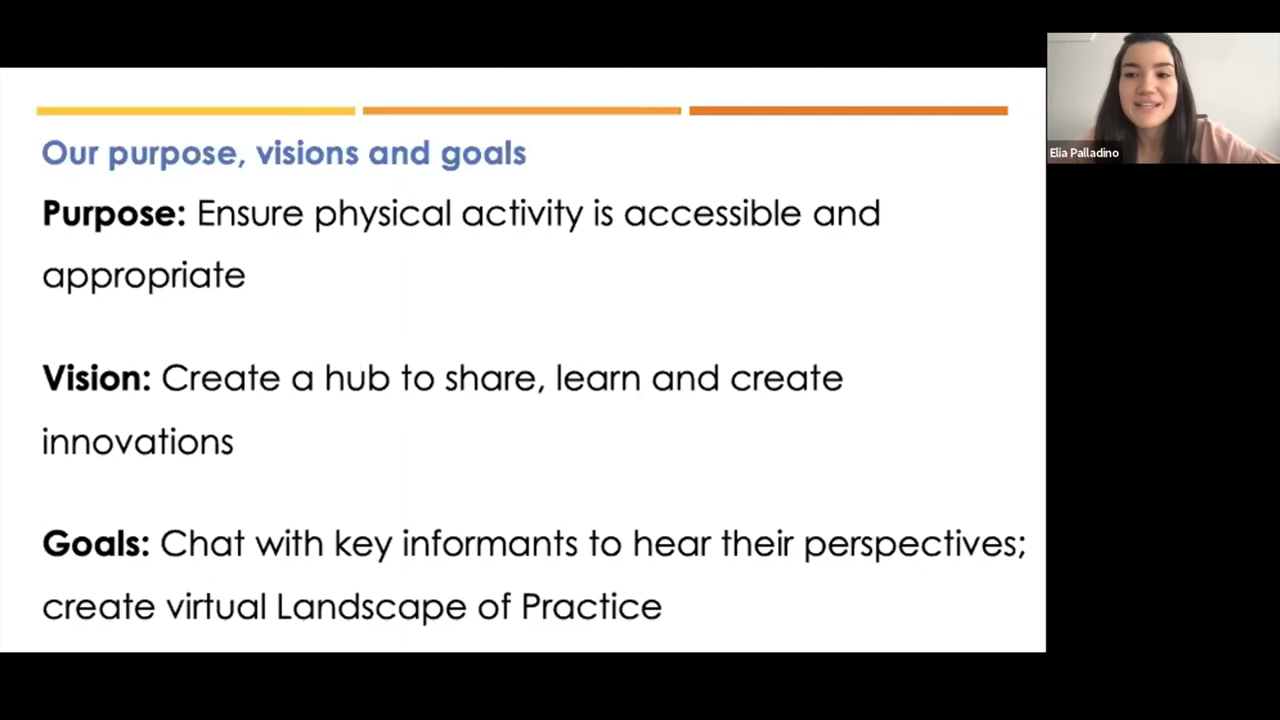 Our purpose, visions and goals
Purpose: Ensure physical activity is accessible and
appropriate
Vision: Create a hub to share, learn and create
innovations
Goals: Chat with key informants to hear their perspectives;
create virtual Landscape of Practice
Elia Palladino